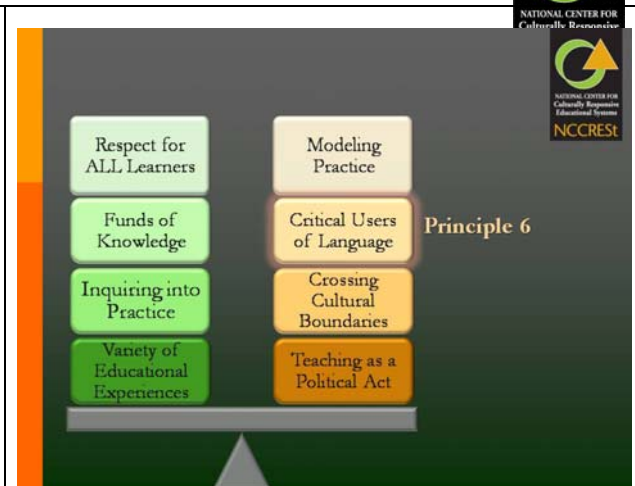 NATIONAL CENTER FOR
Culturally Responsive
NATIONAL CENTER FOR
Culturally Responsive
Educational Systems
NCCRESt
Respect for
ALL Learners
Funds of
Knowledge
Inquiring into
Practice
Variety of
Educational
Experiences
Modeling
Practice
Critical Users
of Language
Crossing
Cultural
Boundaries
Teaching as a
Political Act
Principle 6